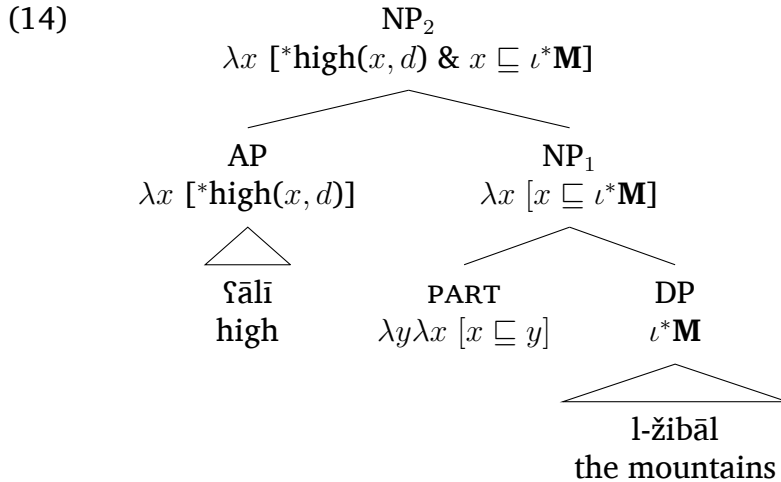 (14) NP₂
λx [*high(x, d) & x ⊑ ι*M]
AP NP₁
λx [*high(x, d)] λx [x ⊑ ι*M]
ʕālī PART DP
high λyλx [x ⊑ y] ι*M
l-žibāl
the mountains